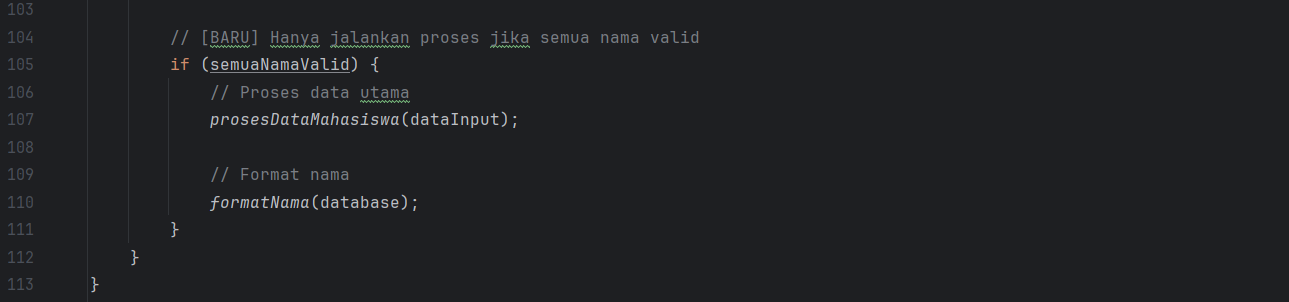 103
104 // [BARU] Hanya jalankan proses jika semua nama valid
105 if (semuaNamaValid) {
106 // Proses data utama
107 prosesDataMahasiswa(dataInput);
108
109 // Format nama
110 formatNama(database);
111 }
112 }
113 }